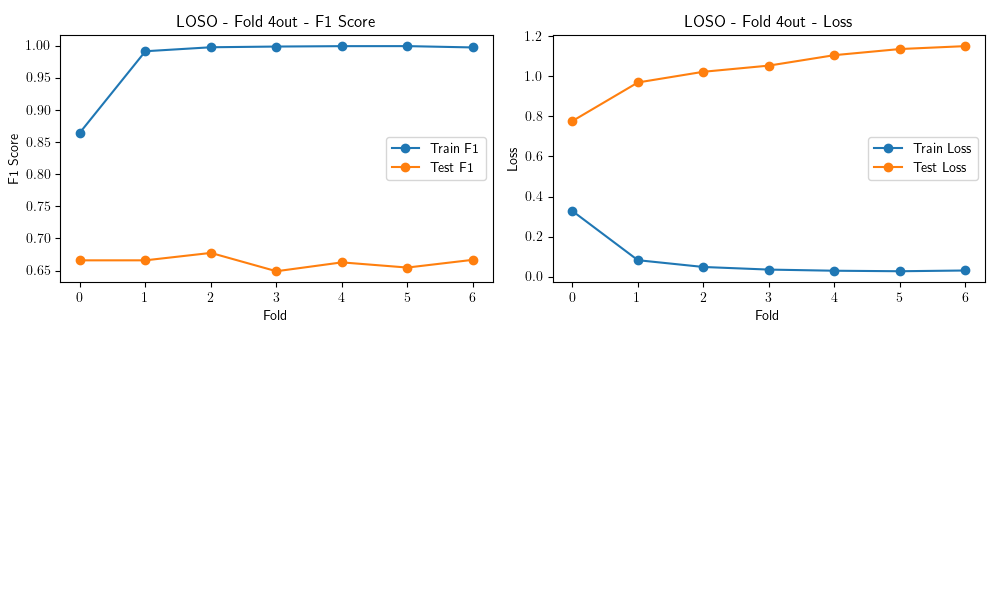 LOSO - Fold 4out - F1 Score
1.00
0.95
0.90
0.85
0.80
0.75
0.70
0.65
F1 Score
Train F1
Test F1
0 1 2 3 4 5 6
Fold
LOSO - Fold 4out - Loss
1.2
1.0
0.8
0.6
0.4
0.2
0.0
Loss
Train Loss
Test Loss
0 1 2 3 4 5 6
Fold